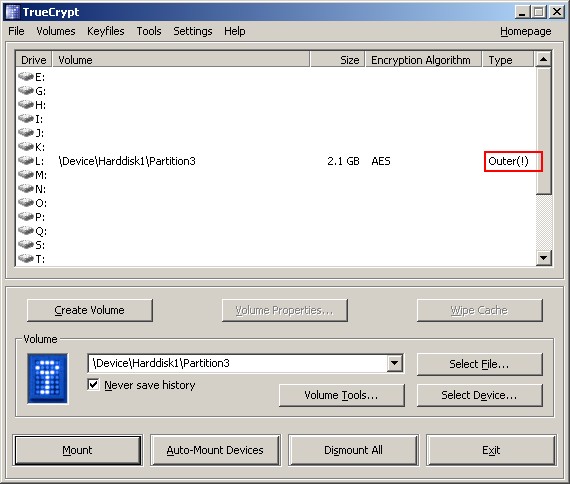 TrueCrypt
File Volumes Keyfiles Tools Settings Help Homepage
Drive Volume Size Encryption Algorithm Type
E:
G:
H:
I:
J:
K:
L: \Device\Harddisk1\Partition3 2.1 GB AES Outer(!)
M:
N:
O:
P:
Q:
S:
T:
Create Volume Volume Properties... Wipe Cache
Volume
\Device\Harddisk1\Partition3 Select File...
Never save history
Volume Tools... Select Device...
Mount Auto-Mount Devices Dismount All Exit